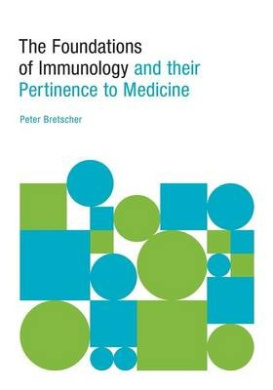 The Foundations
of Immunology and their
Pertinence to Medicine
Peter Bretscher